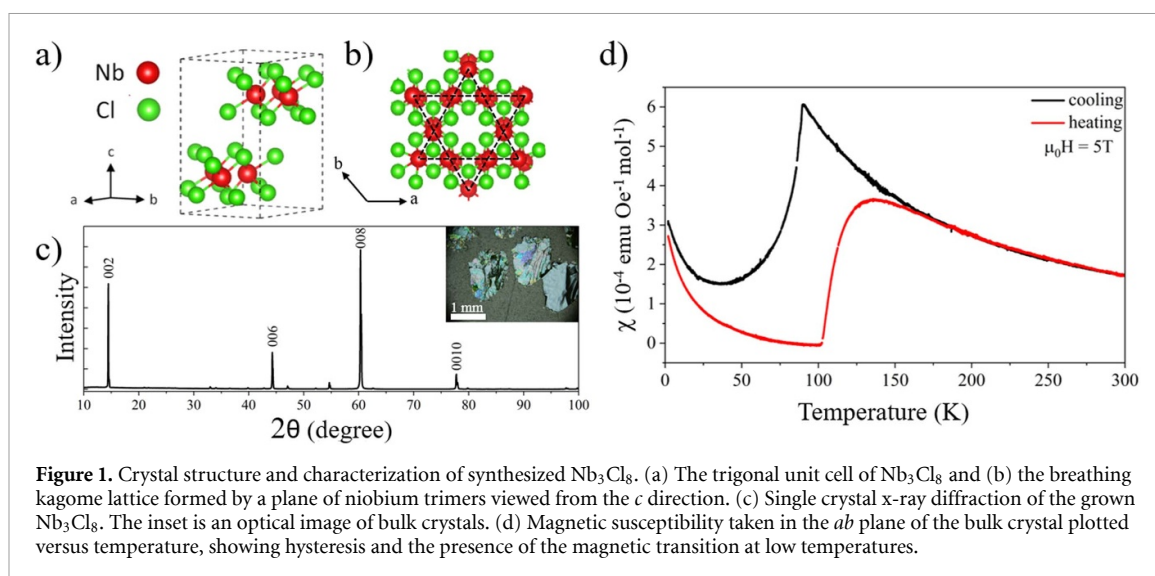 a)
Nb
Cl
c
a
b
b)
b
a
c)
Intensity
002
006
008
0010
1 mm
10 20 30 40 50 60 70 80 90 100
2θ (degree)
d)
cooling
heating
μ₀H = 5T
χ (10⁻⁴ emu Oe⁻¹ mol⁻¹)
6
5
4
3
2
1
0
0 50 100 150 200 250 300
Temperature (K)
Figure 1. Crystal structure and characterization of synthesized Nb₃Cl₈. (a) The trigonal unit cell of Nb₃Cl₈ and (b) the breathing
kagome lattice formed by a plane of niobium trimers viewed from the c direction. (c) Single crystal x-ray diffraction of the grown
Nb₃Cl₈. The inset is an optical image of bulk crystals. (d) Magnetic susceptibility taken in the ab plane of the bulk crystal plotted
versus temperature, showing hysteresis and the presence of the magnetic transition at low temperatures.